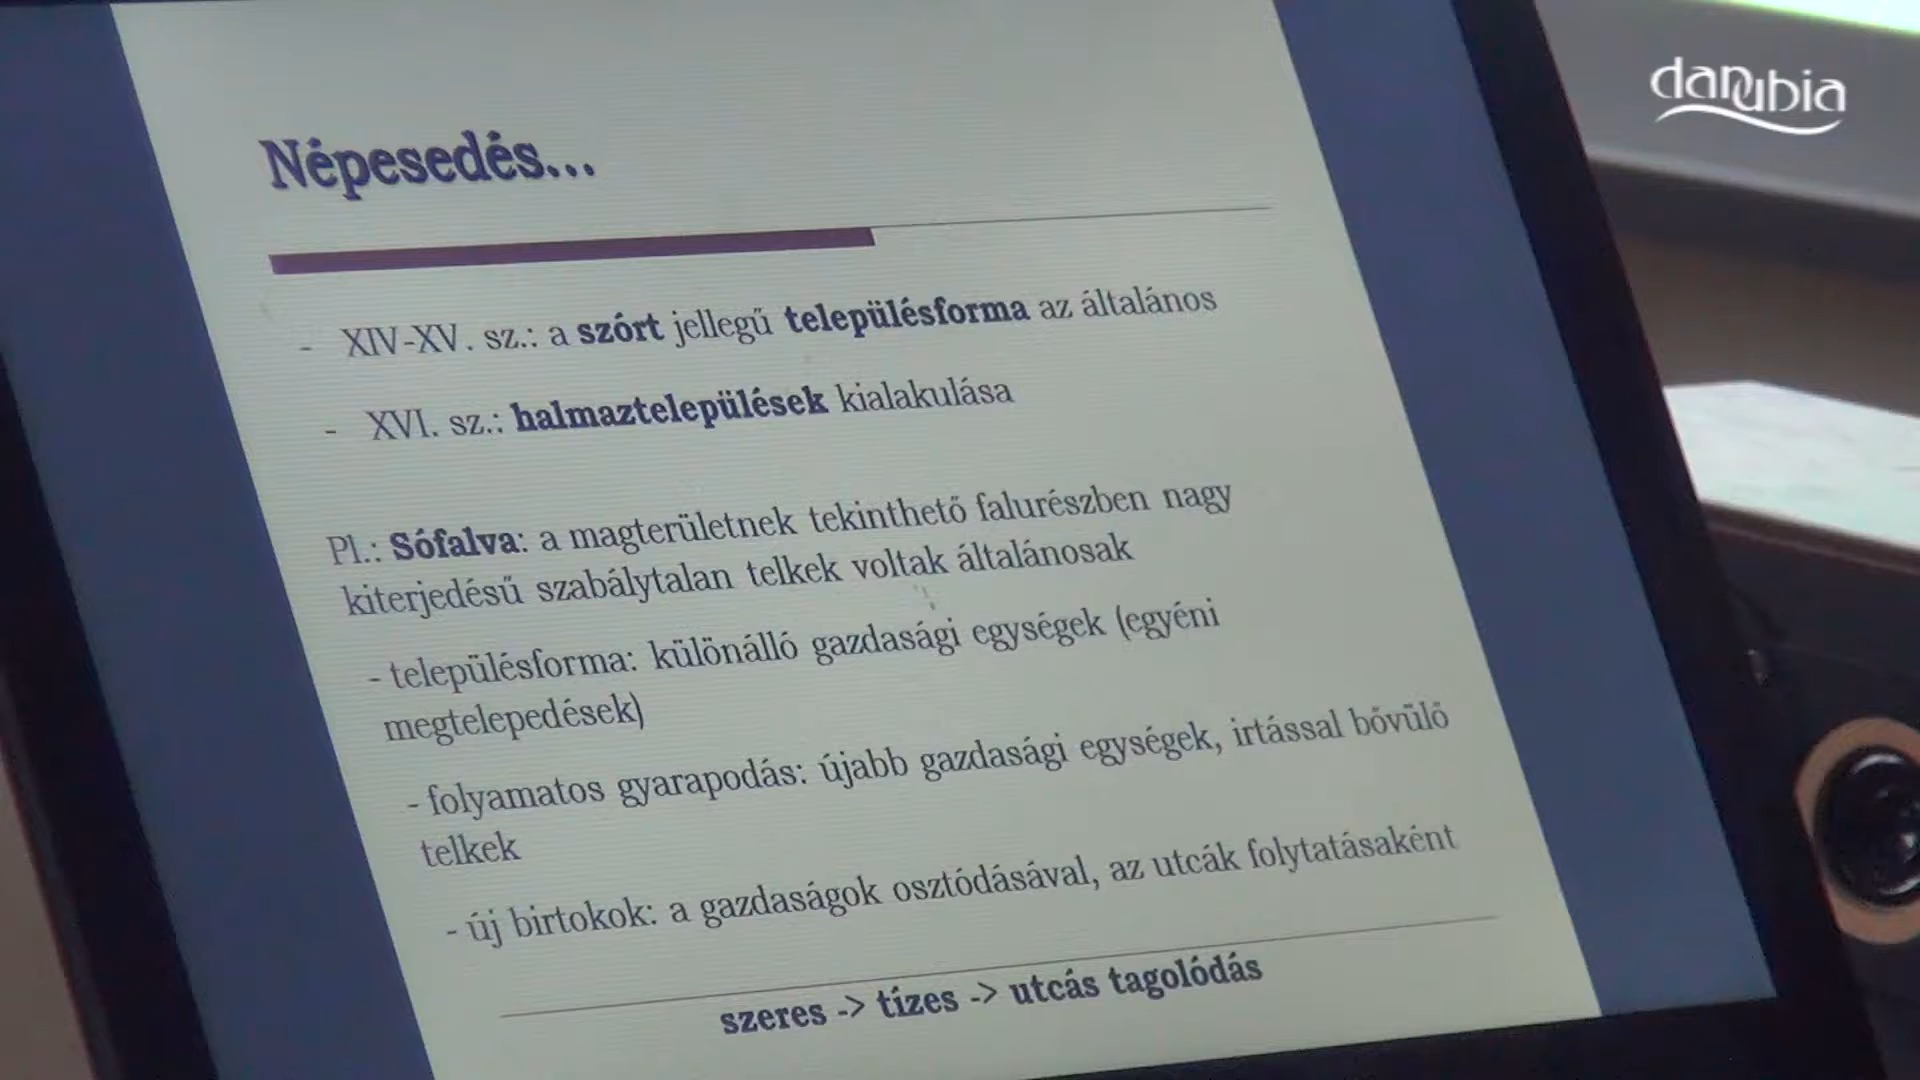 danubia
Népesedés...
- XIV-XV. sz.: a szórt jellegű településforma az általános
- XVI. sz.: halmaztelepülések kialakulása
Pl.: Sófalva: a magterületnek tekinthető falurészben nagy
kiterjedésű szabálytalan telkek voltak általánosak
- településforma: különálló gazdasági egységek (egyéni
megtelepedések)
- folyamatos gyarapodás: újabb gazdasági egységek, irtással bővülő
telkek
- új birtokok: a gazdaságok osztódásával, az utcák folytatásaként
szeres -> tízes -> utcás tagolódás